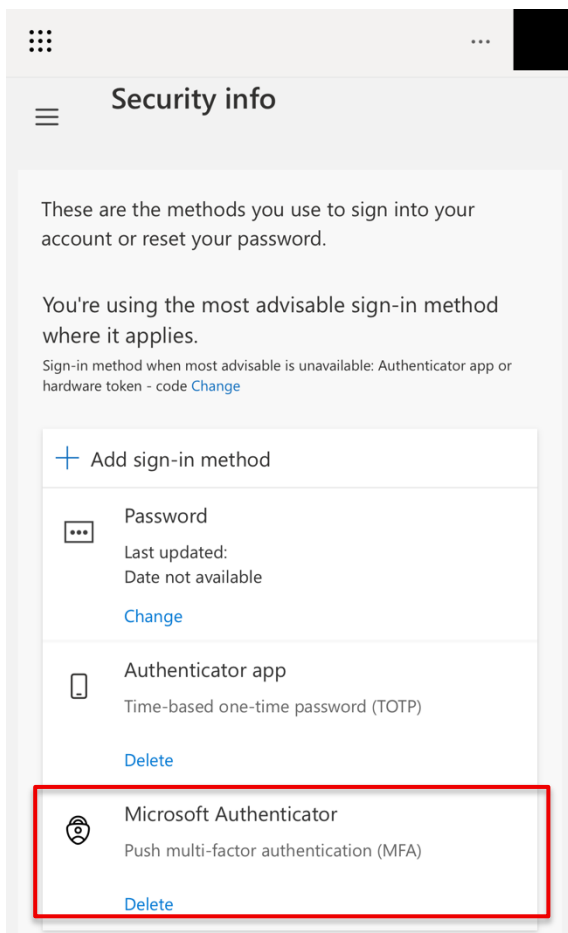 Security info
These are the methods you use to sign into your
account or reset your password.
You're using the most advisable sign-in method
where it applies.
Sign-in method when most advisable is unavailable: Authenticator app or
hardware token - code Change
Add sign-in method
Password
Last updated:
Date not available
Change
Authenticator app
Time-based one-time password (TOTP)
Delete
Microsoft Authenticator
Push multi-factor authentication (MFA)
Delete